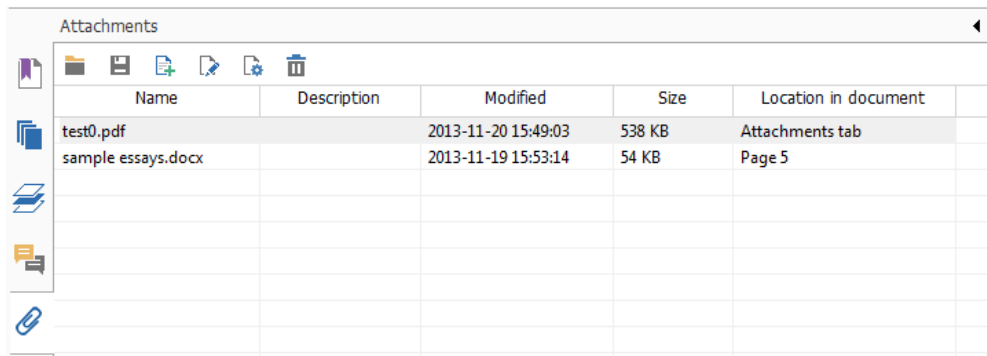 Attachments
Name Description Modified Size Location in document
test0.pdf 2013-11-20 15:49:03 538 KB Attachments tab
sample essays.docx 2013-11-19 15:53:14 54 KB Page 5